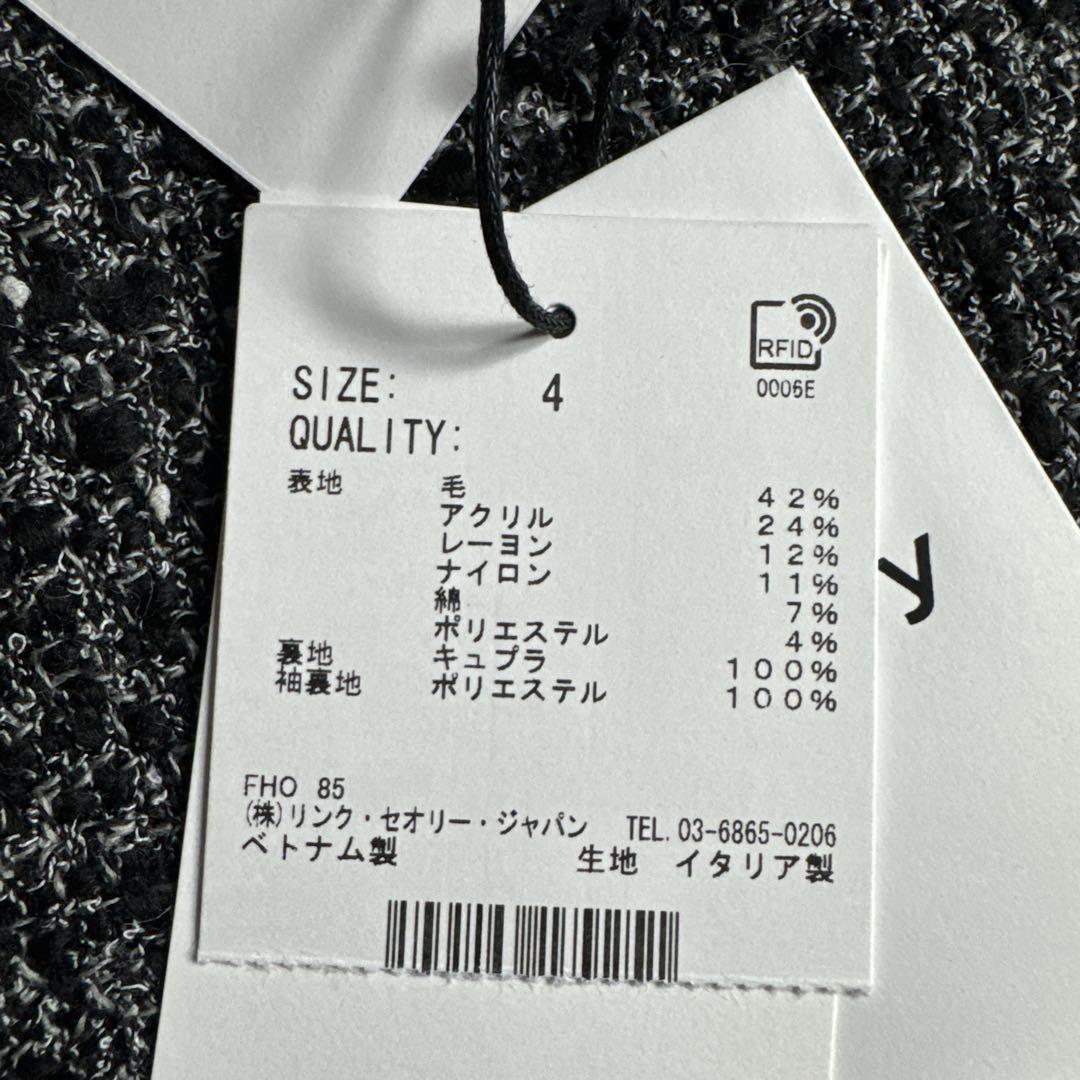 RFID
0006E
SIZE: 4
QUALITY:
表地 毛 42%
アクリル 24%
レーヨン 12%
ナイロン 11%
綿 7%
ポリエステル 4%
裏地 キュプラ 100%
袖裏地 ポリエステル 100%
y
FHO 85
(株)リンク・セオリー・ジャパン TEL. 03-6865-0206
ベトナム製 生地 イタリア製